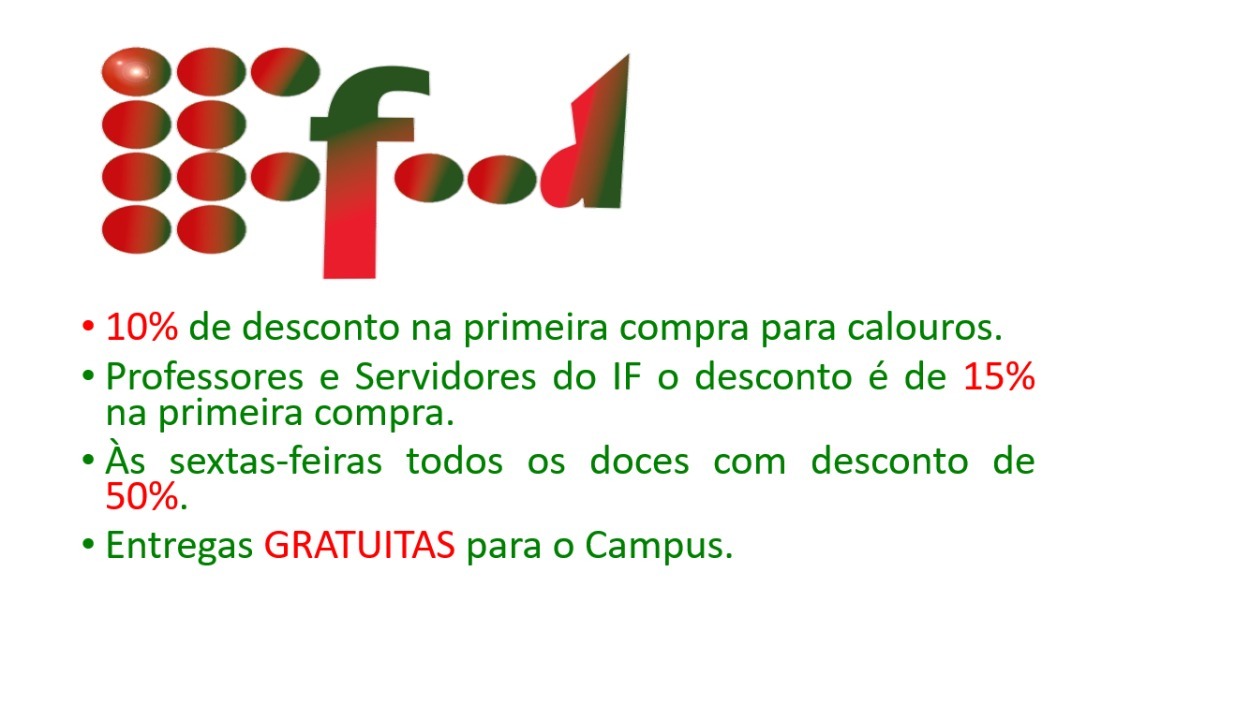 ifood
• 10% de desconto na primeira compra para calouros.
• Professores e Servidores do IF o desconto é de 15%
na primeira compra.
• Às sextas-feiras todos os doces com desconto de
50%.
• Entregas GRATUITAS para o Campus.